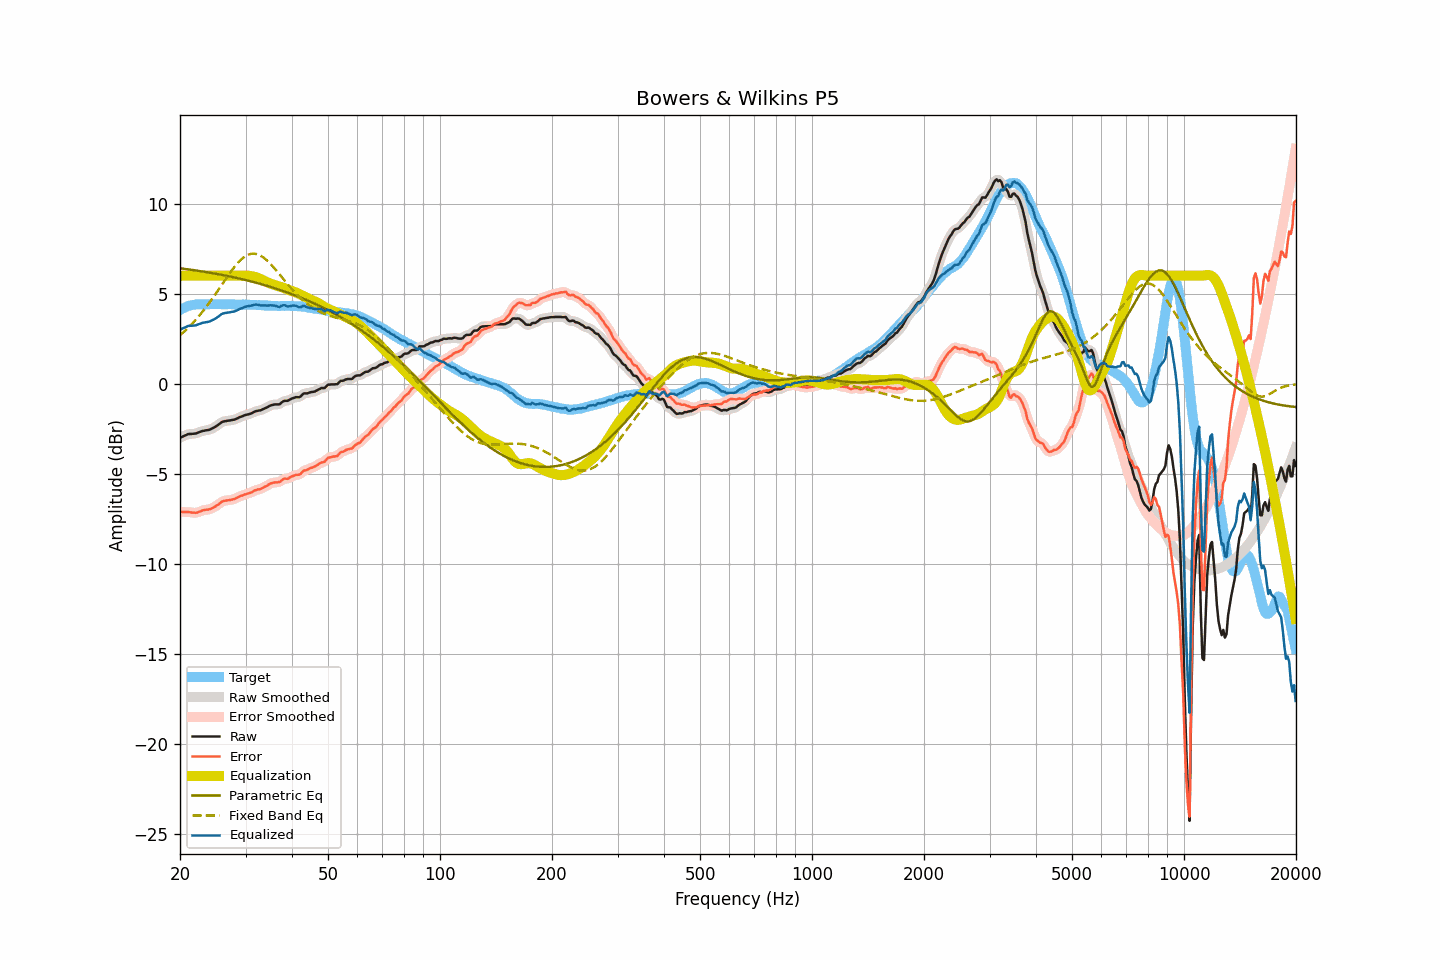 Bowers & Wilkins P5
Amplitude (dBr)
10
5
0
−5
−10
−15
−20
−25
Target
Raw Smoothed
Error Smoothed
Raw
Error
Equalization
Parametric Eq
Fixed Band Eq
Equalized
20 50 100 200 500 1000 2000 5000 10000 20000
Frequency (Hz)